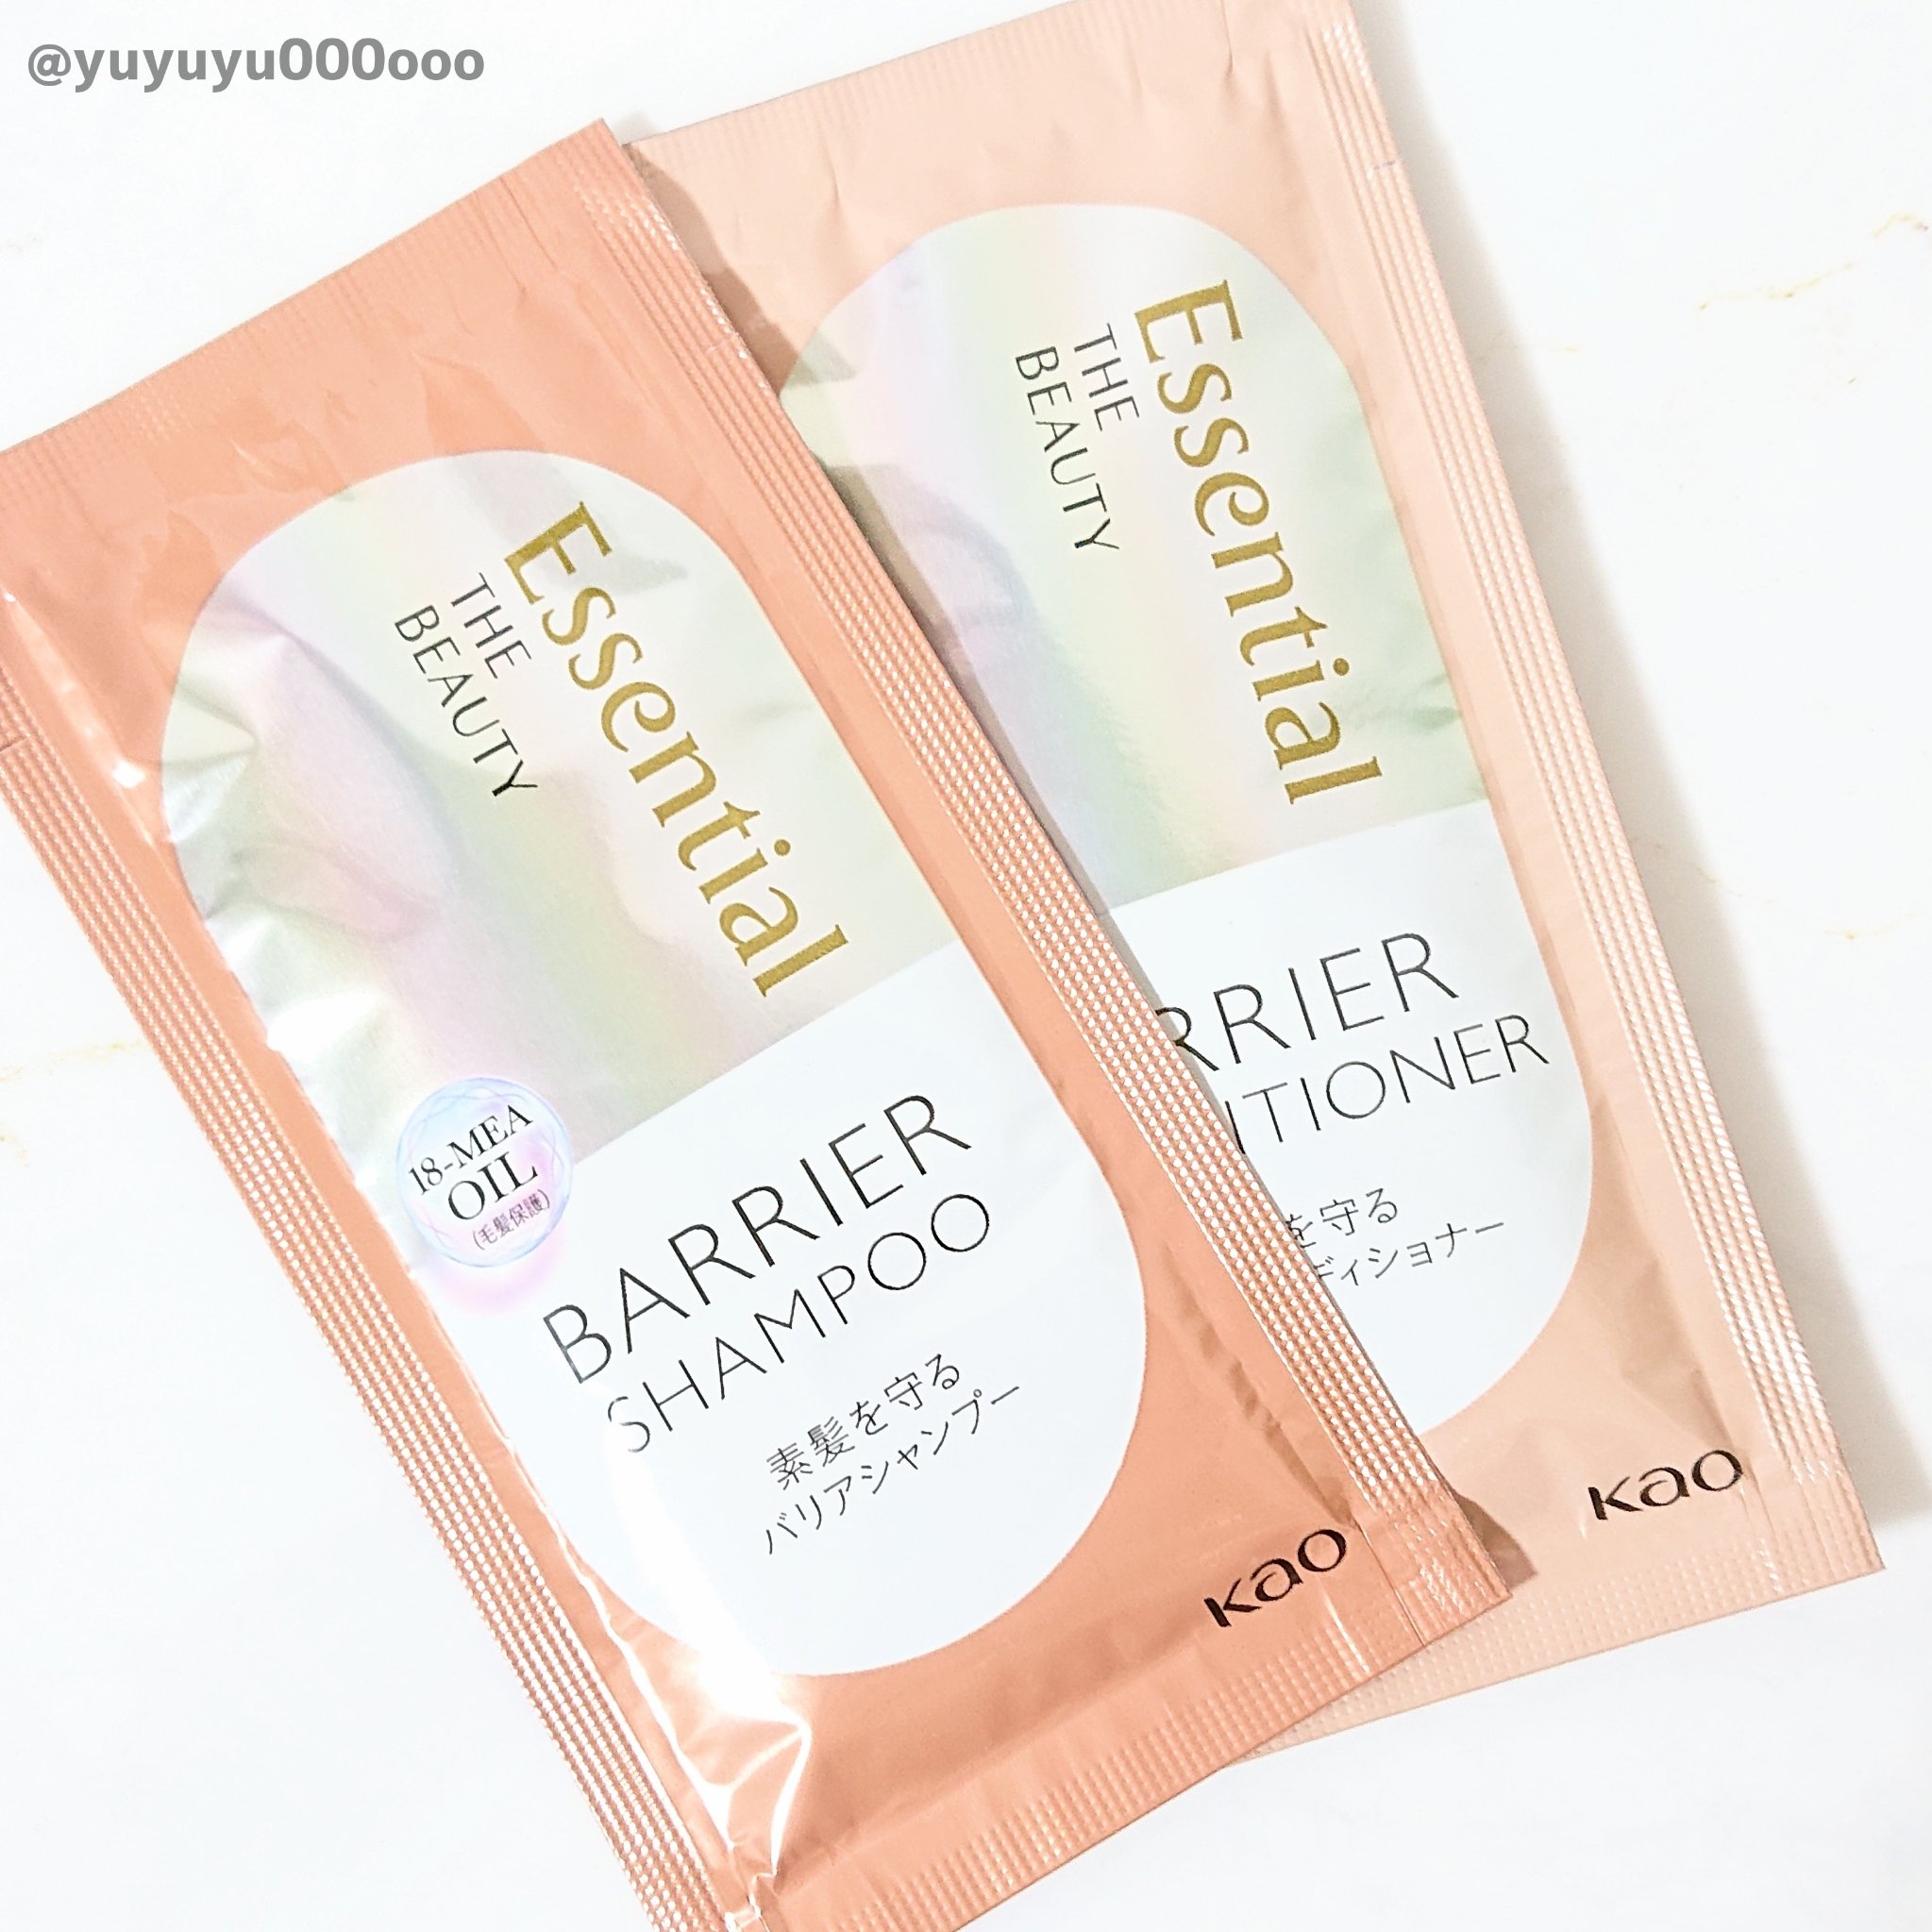 @yuyuyu000ooo
Essential
THE
BEAUTY
18-MEA
OIL
(毛髪保護)
BARRIER
SHAMPOO
素髪を守る
バリアシャンプー
Kao
Essential
THE
BEAUTY
RRIER
ITIONER
を守る
ディショナー
Kao